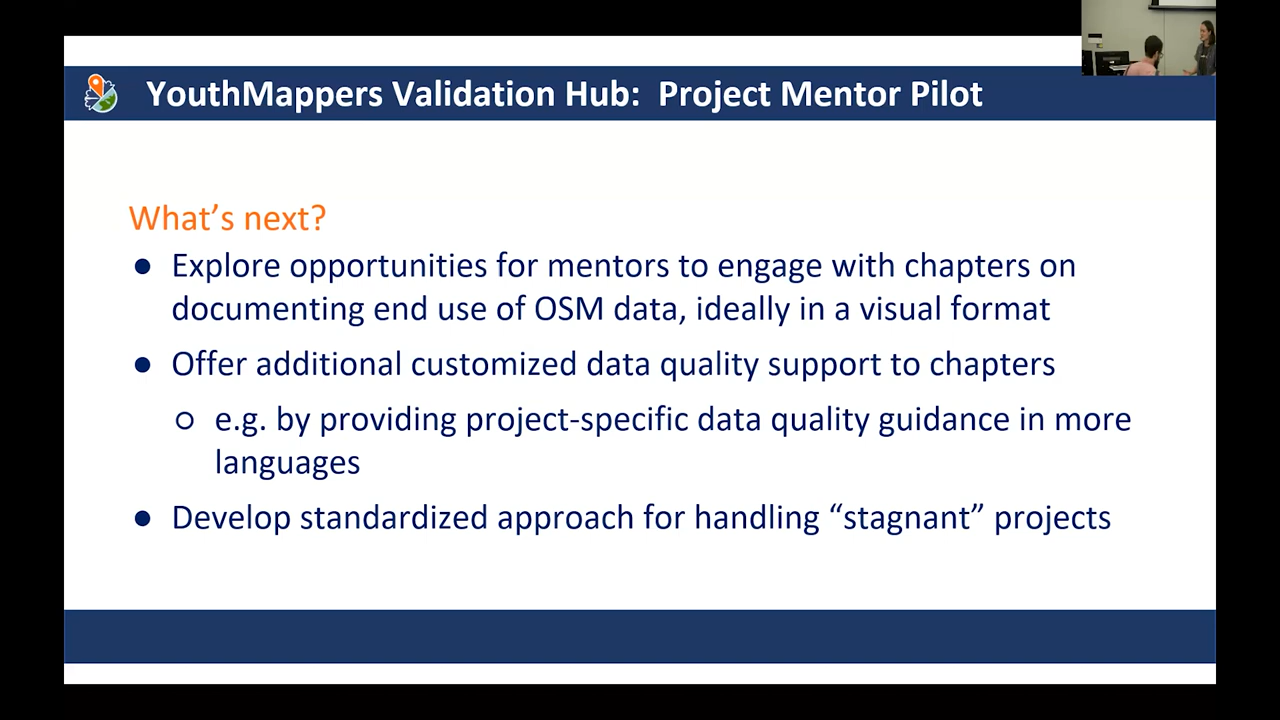 YouthMappers Validation Hub:  Project Mentor Pilot
What’s next?
● Explore opportunities for mentors to engage with chapters on
documenting end use of OSM data, ideally in a visual format
● Offer additional customized data quality support to chapters
○ e.g. by providing project-specific data quality guidance in more
languages
● Develop standardized approach for handling “stagnant” projects